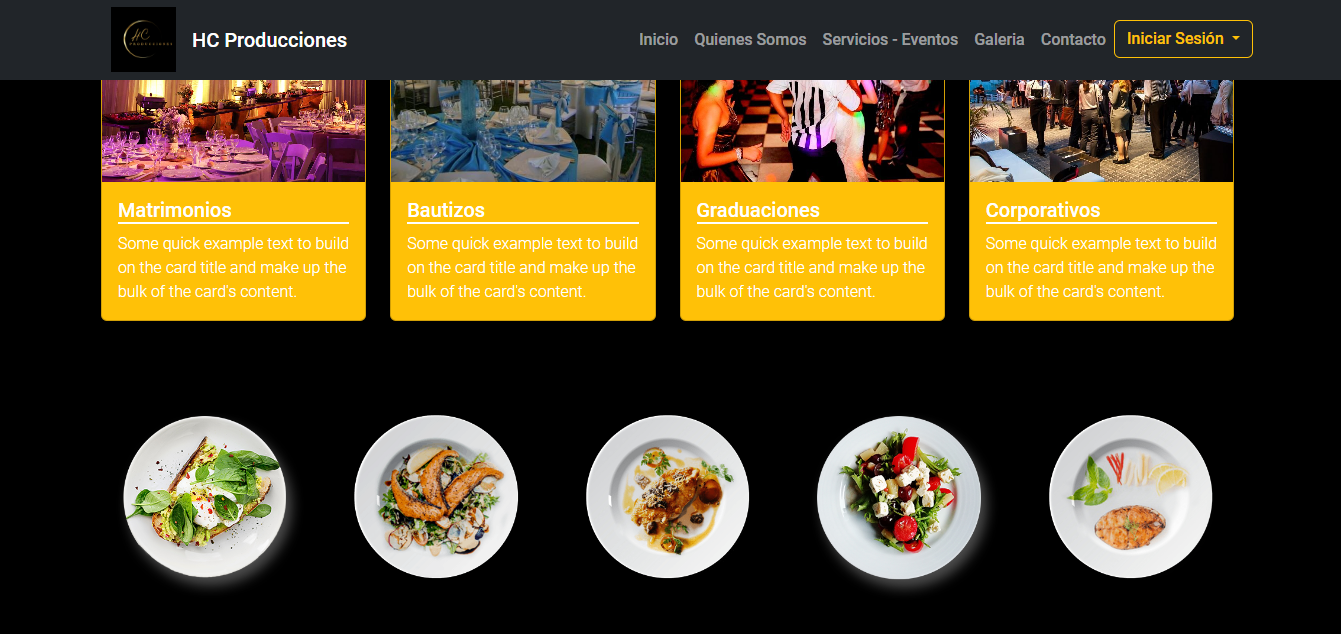 HC
PRODUCCIONES
HC Producciones
Inicio Quienes Somos Servicios - Eventos Galeria Contacto Iniciar Sesión
Matrimonios
Some quick example text to build
on the card title and make up the
bulk of the card's content.
Bautizos
Some quick example text to build
on the card title and make up the
bulk of the card's content.
Graduaciones
Some quick example text to build
on the card title and make up the
bulk of the card's content.
Corporativos
Some quick example text to build
on the card title and make up the
bulk of the card's content.